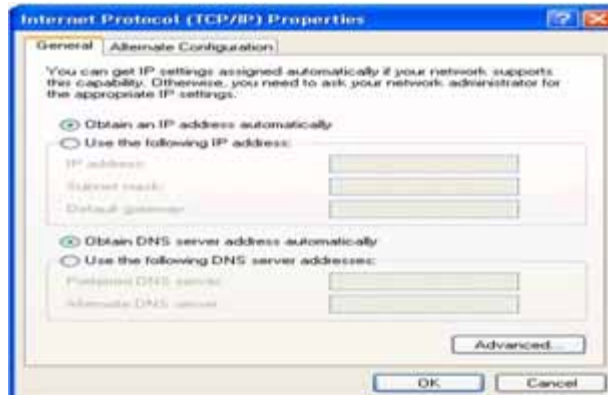 Internet Protocol (TCP/IP) Properties
General
Alternate Configuration
You can get IP settings assigned automatically if your network supports
this capability. Otherwise, you need to ask your network administrator for
the appropriate IP settings.
Obtain an IP address automatically
Use the following IP address:
IP address:
Subnet mask:
Default gateway:
Obtain DNS server address automatically
Use the following DNS server addresses:
Preferred DNS server:
Alternate DNS server:
Advanced...
OK
Cancel